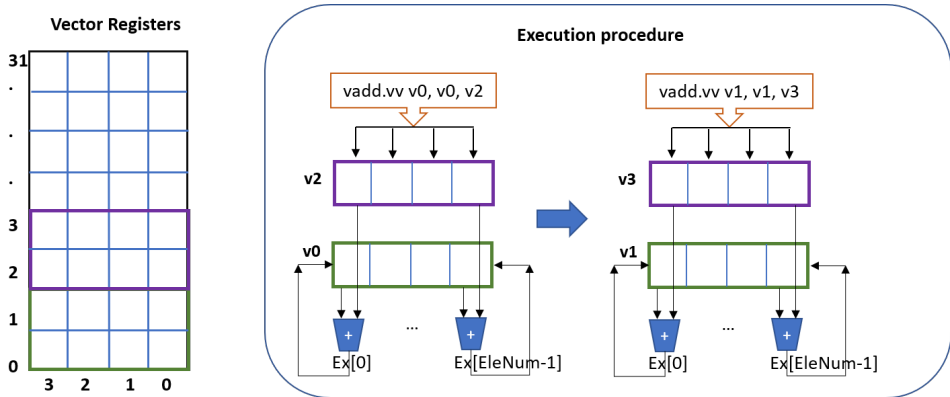 Vector Registers
31
.
.
.
3
2
1
0
3 2 1 0
Execution procedure
vadd.vv v0, v0, v2
v2
v0
+ ... +
Ex[0] Ex[EleNum-1]
vadd.vv v1, v1, v3
v3
v1
+ ... +
Ex[0] Ex[EleNum-1]